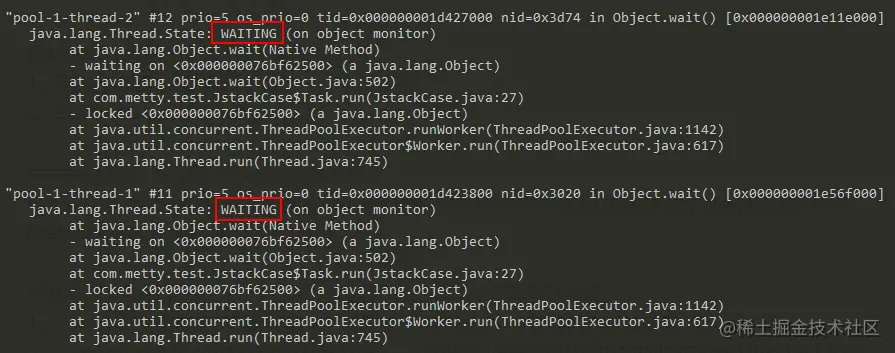 "pool-1-thread-2" #12 prio=5 os_prio=0 tid=0x000000001d427000 nid=0x3d74 in Object.wait() [0x000000001e11e000]
java.lang.Thread.State: WAITING (on object monitor)
at java.lang.Object.wait(Native Method)
- waiting on <0x000000076bf62500> (a java.lang.Object)
at java.lang.Object.wait(Object.java:502)
at com.metty.test.JstackCase$Task.run(JstackCase.java:27)
- locked <0x000000076bf62500> (a java.lang.Object)
at java.util.concurrent.ThreadPoolExecutor.runWorker(ThreadPoolExecutor.java:1142)
at java.util.concurrent.ThreadPoolExecutor$Worker.run(ThreadPoolExecutor.java:617)
at java.lang.Thread.run(Thread.java:745)
"pool-1-thread-1" #11 prio=5 os_prio=0 tid=0x000000001d423800 nid=0x3020 in Object.wait() [0x000000001e56f000]
java.lang.Thread.State: WAITING (on object monitor)
at java.lang.Object.wait(Native Method)
- waiting on <0x000000076bf62500> (a java.lang.Object)
at java.lang.Object.wait(Object.java:502)
at com.metty.test.JstackCase$Task.run(JstackCase.java:27)
- locked <0x000000076bf62500> (a java.lang.Object)
at java.util.concurrent.ThreadPoolExecutor.runWorker(ThreadPoolExecutor.java:1142)
at java.util.concurrent.ThreadPoolExecutor$Worker.run(ThreadPoolExecutor.java:617)
at java.lang.Thread.run(Thread.java:745)
@稀土掘金技术社区